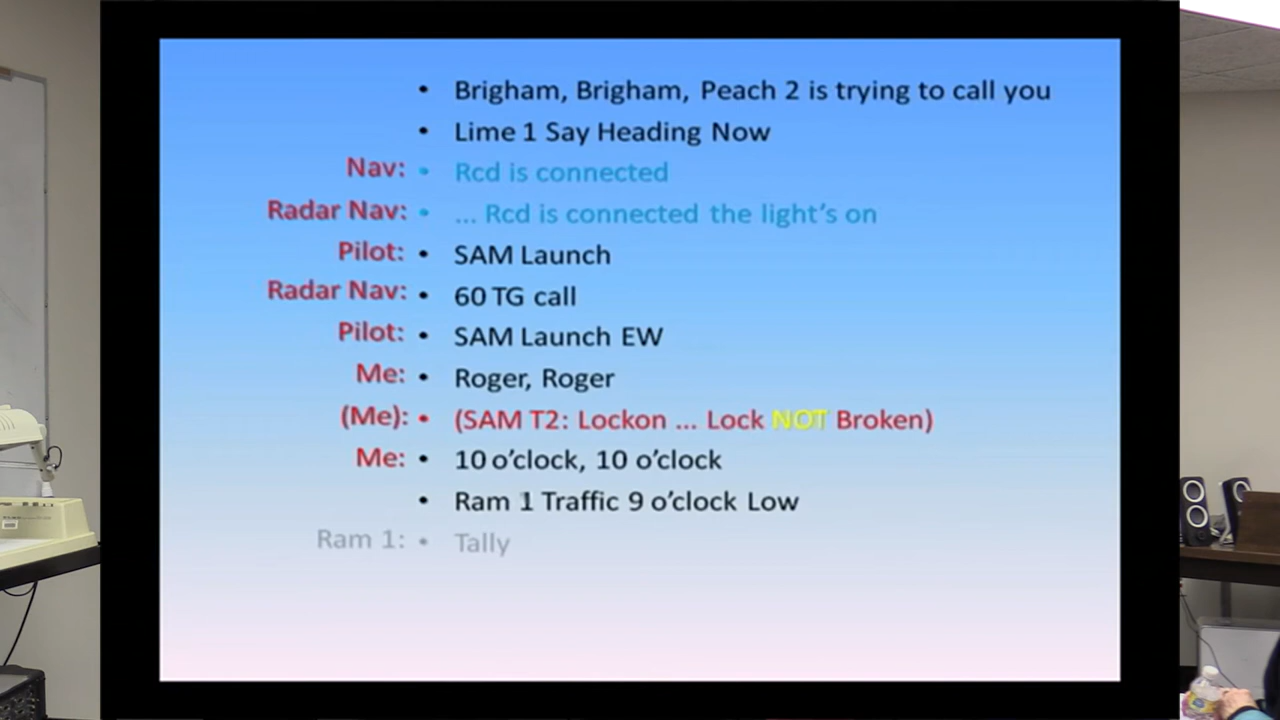 • Brigham, Brigham, Peach 2 is trying to call you
• Lime 1 Say Heading Now
Nav: • Rcd is connected
Radar Nav: • ... Rcd is connected the light's on
Pilot: • SAM Launch
Radar Nav: • 60 TG call
Pilot: • SAM Launch EW
Me: • Roger, Roger
(Me): • (SAM T2: Lockon ... Lock NOT Broken)
Me: • 10 o'clock, 10 o'clock
• Ram 1 Traffic 9 o'clock Low
Ram 1: • Tally